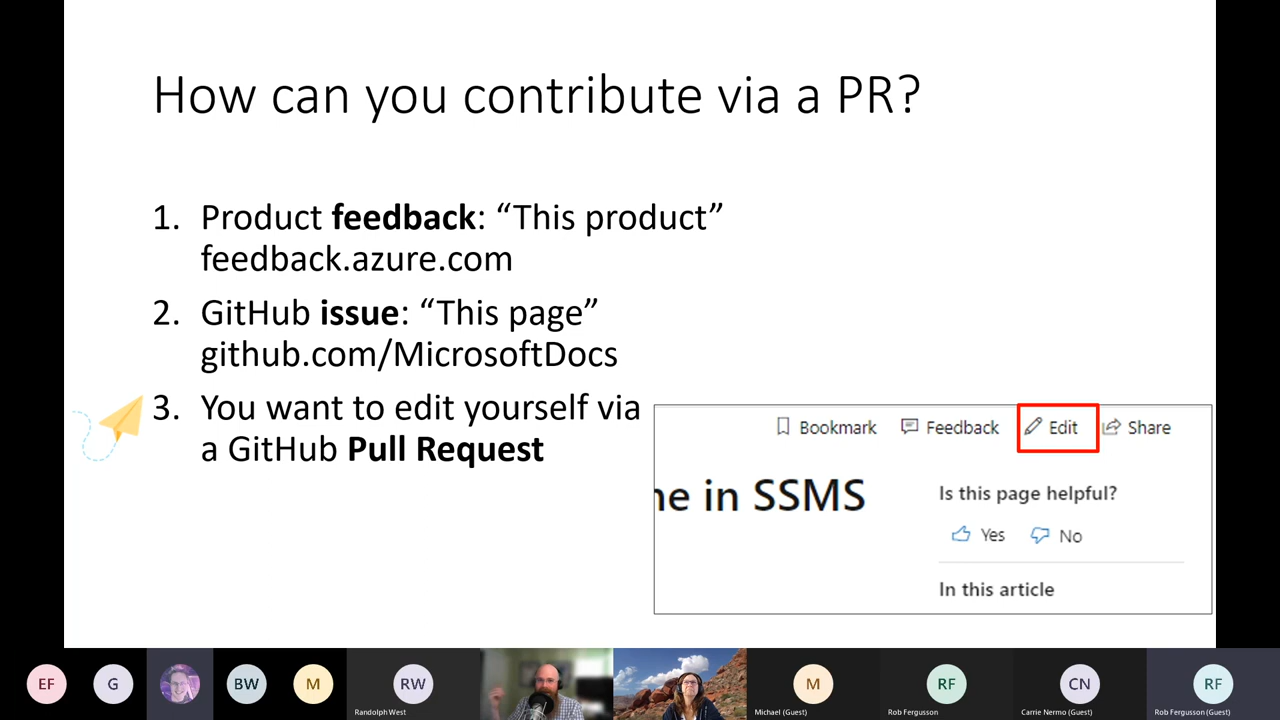 How can you contribute via a PR?
1. Product feedback: “This product”
feedback.azure.com
2. GitHub issue: “This page”
github.com/MicrosoftDocs
3. You want to edit yourself via
a GitHub Pull Request
Bookmark Feedback Edit Share
ne in SSMS
Is this page helpful?
Yes No
In this article
EF G BW M RW M RF CN RF
Randolph West Michael (Guest) Rob Fergusson Carrie Nermo (Guest) Rob Fergusson (Guest)